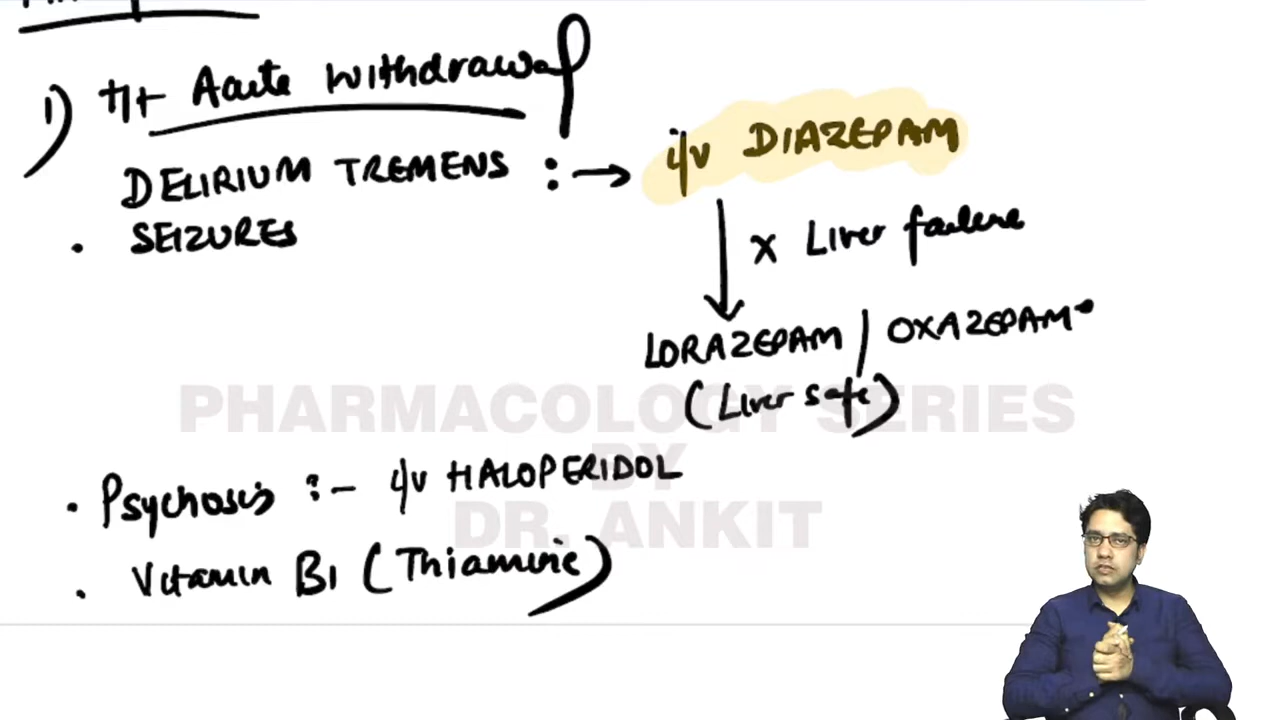 1) t/t Acute withdrawal
DELIRIUM TREMENS :→ i/v DIAZEPAM
• SEIZURES
x Liver failure
LORAZEPAM / OXAZEPAM
(Liver safe)
PHARMACOLOGY SERIES
BY
DR. ANKIT
• Psychosis :- i/v HALOPERIDOL
• Vitamin B1 (Thiamine)